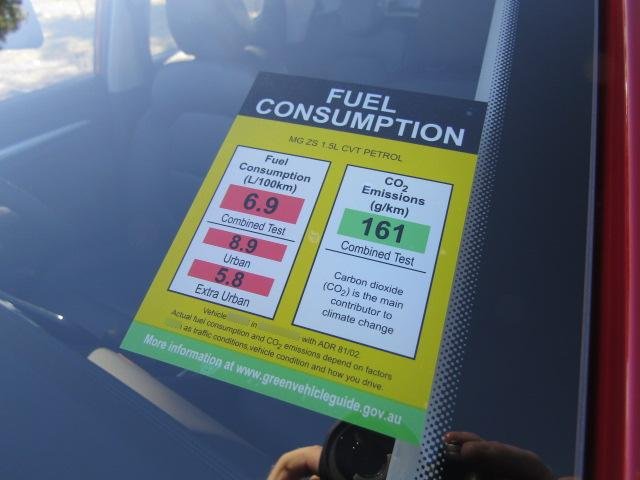 FUEL
CONSUMPTION
MG ZS 1.5L CVT PETROL
Fuel
Consumption
(L/100km)
6.9
Combined Test
8.9
Urban
5.8
Extra Urban
CO2
Emissions
(g/km)
161
Combined Test
Carbon dioxide
(CO2) is the main
contributor to
climate change
Vehicle in with ADR 81/02
Actual fuel consumption and CO2 emissions depend on factors
as traffic conditions,vehicle condition and how you drive.
More information at www.greenvehicleguide.gov.au